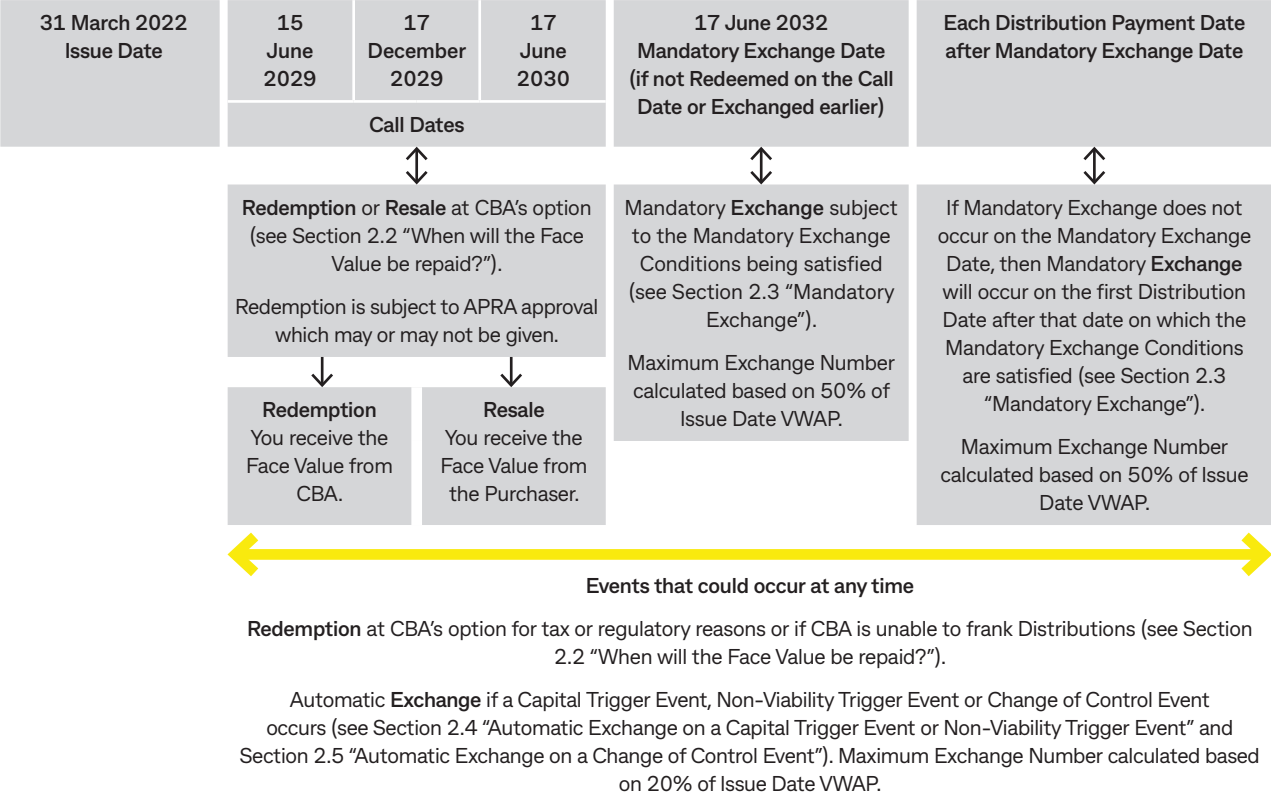 31 March 2022
Issue Date
15
June
2029
17
December
2029
17
June
2030
Call Dates
17 June 2032
Mandatory Exchange Date
(if not Redeemed on the Call
Date or Exchanged earlier)
Each Distribution Payment Date
after Mandatory Exchange Date
Redemption or Resale at CBA's option
(see Section 2.2 “When will the Face
Value be repaid?”).
Redemption is subject to APRA approval
which may or may not be given.
Redemption
You receive the
Face Value from
CBA.
Resale
You receive the
Face Value from
the Purchaser.
Mandatory Exchange subject
to the Mandatory Exchange
Conditions being satisfied
(see Section 2.3 “Mandatory
Exchange”).
Maximum Exchange Number
calculated based on 50% of
Issue Date VWAP.
If Mandatory Exchange does not
occur on the Mandatory Exchange
Date, then Mandatory Exchange
will occur on the first Distribution
Date after that date on which the
Mandatory Exchange Conditions
are satisfied (see Section 2.3
“Mandatory Exchange”).
Maximum Exchange Number
calculated based on 50% of Issue
Date VWAP.
Events that could occur at any time
Redemption at CBA's option for tax or regulatory reasons or if CBA is unable to frank Distributions (see Section
2.2 “When will the Face Value be repaid?”).
Automatic Exchange if a Capital Trigger Event, Non-Viability Trigger Event or Change of Control Event
occurs (see Section 2.4 “Automatic Exchange on a Capital Trigger Event or Non-Viability Trigger Event” and
Section 2.5 “Automatic Exchange on a Change of Control Event”). Maximum Exchange Number calculated based
on 20% of Issue Date VWAP.